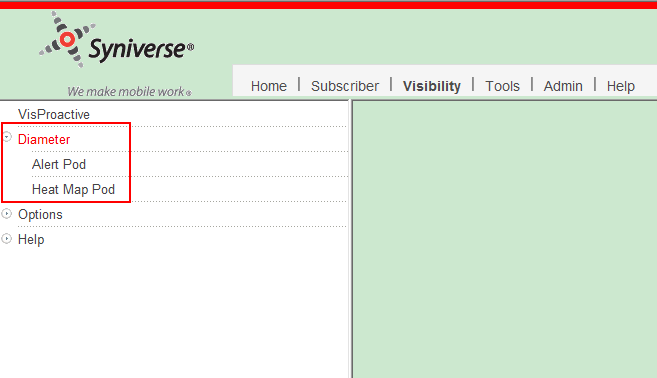 Syniverse®
We make mobile work®
Home | Subscriber | Visibility | Tools | Admin | Help
VisProactive
Diameter
Alert Pod
Heat Map Pod
Options
Help